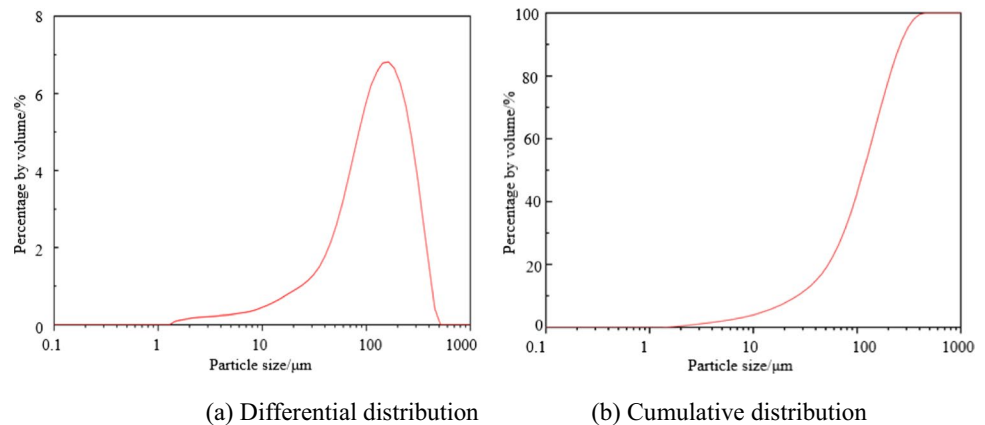 8
6
4
2
0
Percentage by volume/%
0.1 1 10 100 1000
Particle size/μm
(a) Differential distribution
100
80
60
40
20
0
Percentage by volume/%
0.1 1 10 100 1000
Particle size/μm
(b) Cumulative distribution